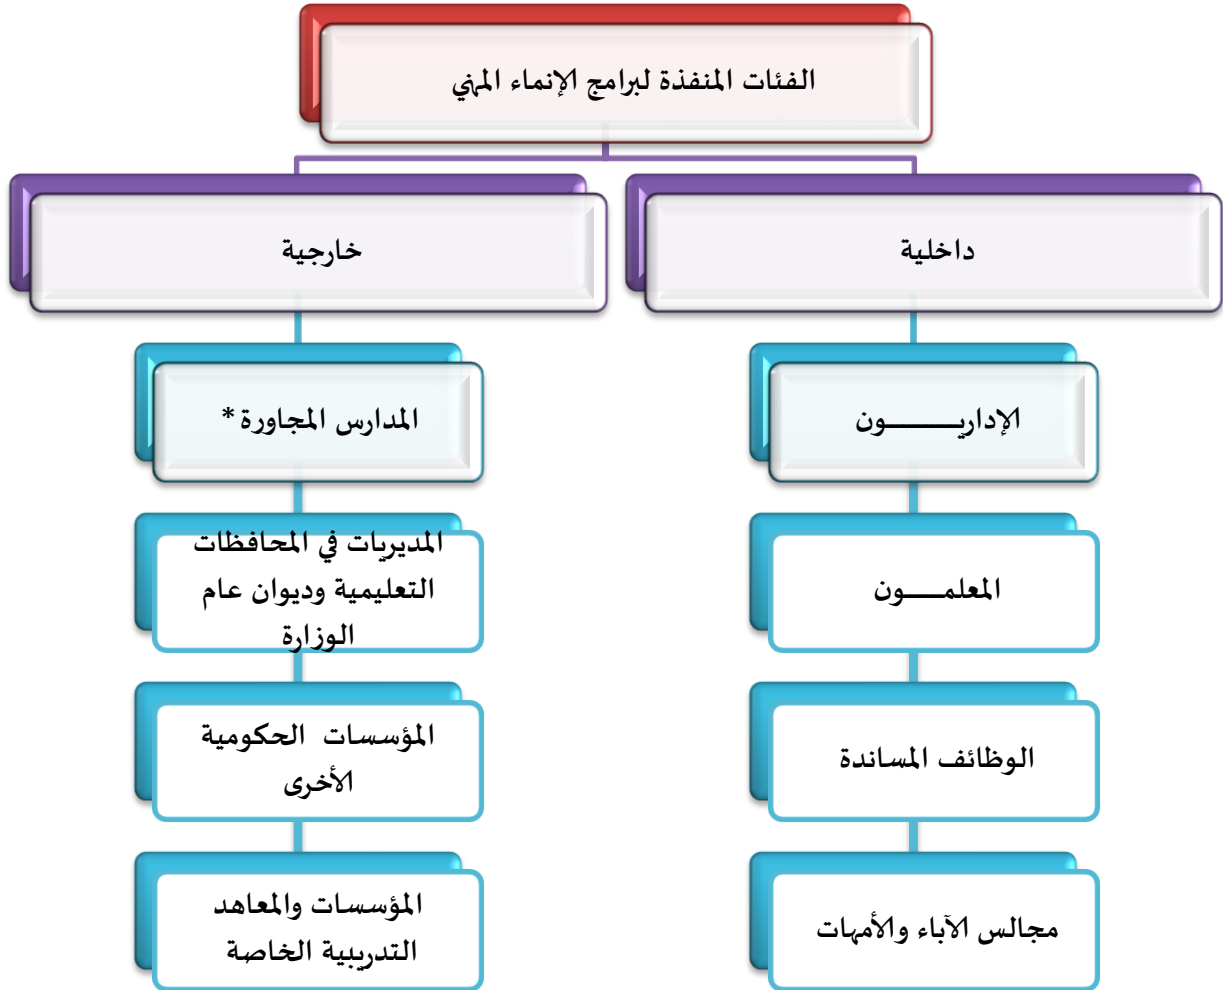 الفئات المنفذة لبرامج الإنماء المهني
داخلية
خارجية
الإداريـــــــــون
المدارس المجاورة *
المعلمـــــون
المديريات في المحافظات
التعليمية وديوان عام
الوزارة
الوظائف المساندة
المؤسسات الحكومية
الأخرى
مجالس الآباء والأمهات
المؤسسات والمعاهد
التدريبية الخاصة